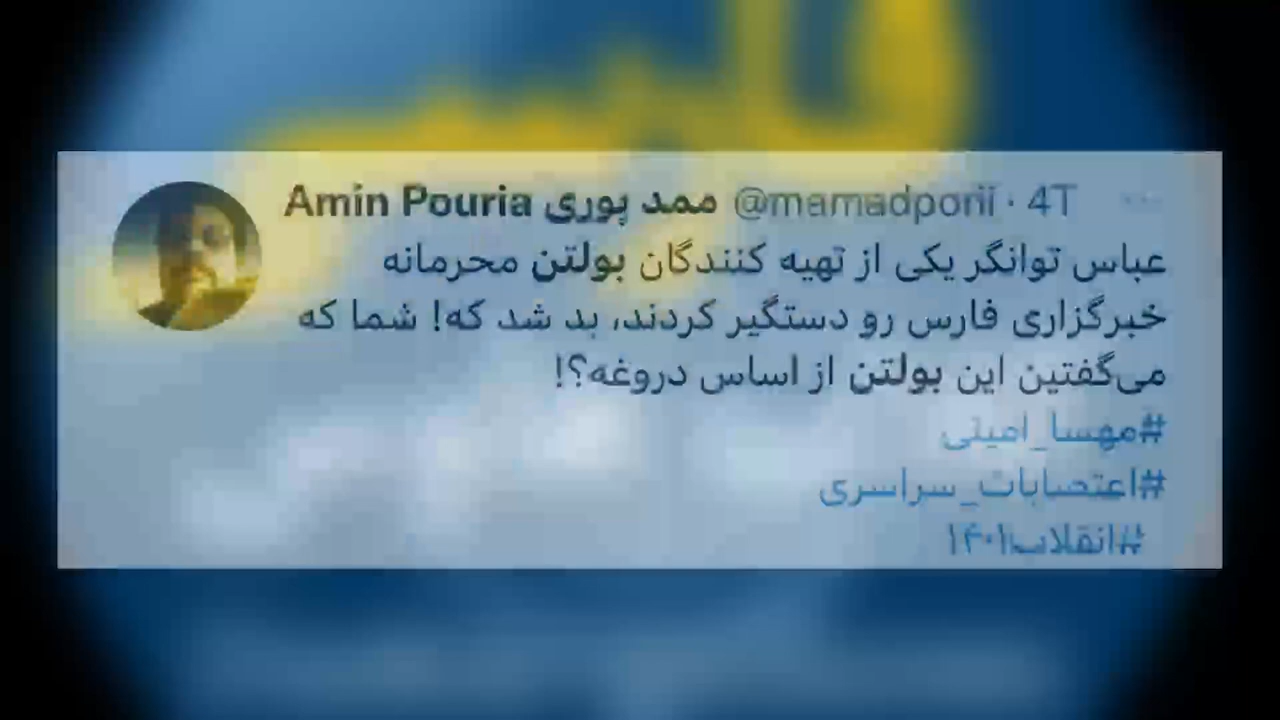 Amin Pouria ممد پوری @mamadporii · 4T
عباس توانگر یکی از تهیه کنندگان بولتن محرمانه
خبرگزاری فارس رو دستگیر کردند، بد شد که! شما که
می‌گفتین این بولتن از اساس دروغه؟!
#مهسا_امینی
#اعتصابات_سراسری
#انقلاب۱۴۰۱